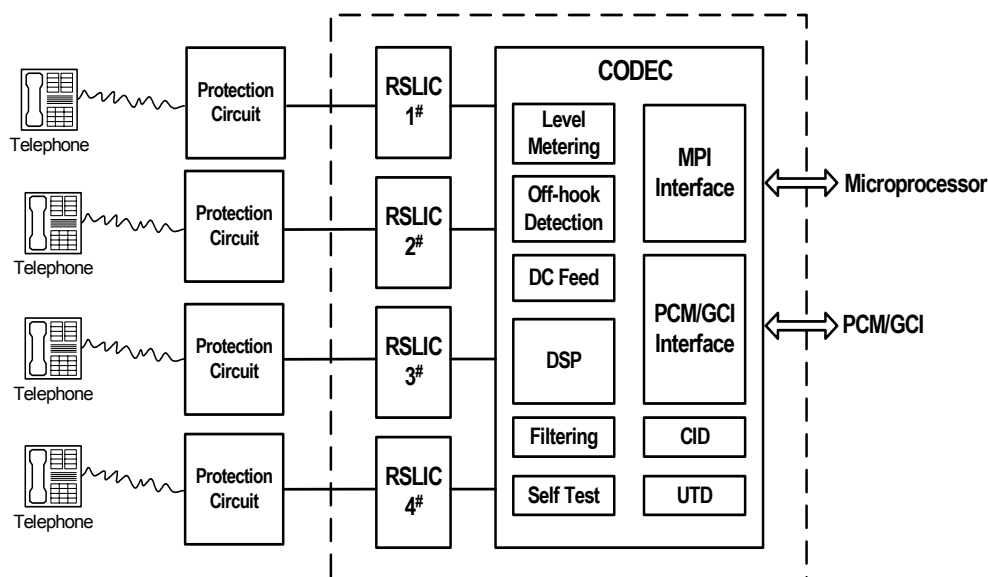 Telephone
Protection
Circuit
RSLIC
1#
Telephone
Protection
Circuit
RSLIC
2#
Telephone
Protection
Circuit
RSLIC
3#
Telephone
Protection
Circuit
RSLIC
4#
CODEC
Level
Metering
Off-hook
Detection
DC Feed
DSP
Filtering
Self Test
MPI
Interface
PCM/GCI
Interface
CID
UTD
Microprocessor
PCM/GCI